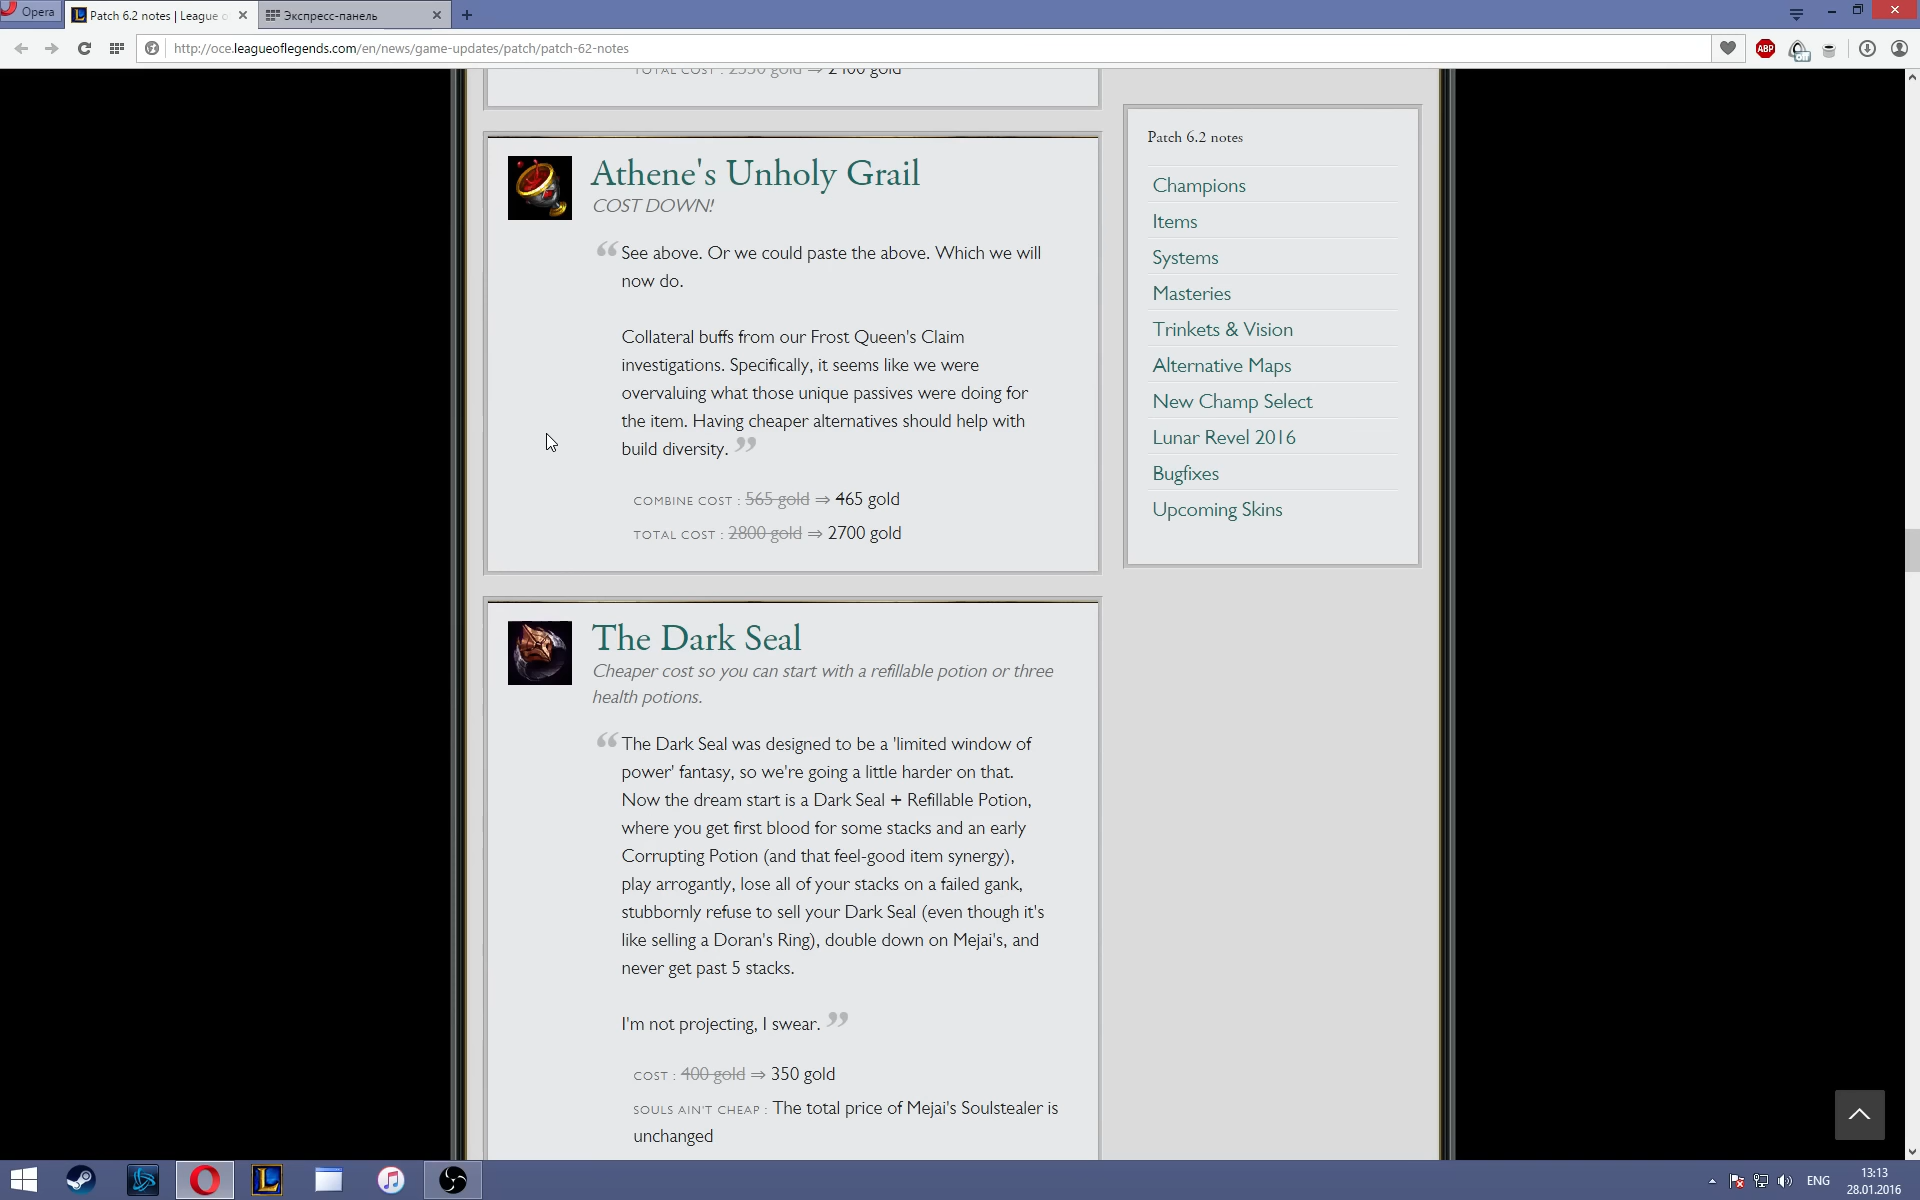 Opera
Patch 6.2 notes | League o
Экспресс-панель
http://oce.leagueoflegends.com/en/news/game-updates/patch/patch-62-notes
ABP
off
TOTAL COST : 2550 gold ⇒ 2100 gold
Athene's Unholy Grail
COST DOWN!
“ See above. Or we could paste the above. Which we will
now do.
Collateral buffs from our Frost Queen's Claim
investigations. Specifically, it seems like we were
overvaluing what those unique passives were doing for
the item. Having cheaper alternatives should help with
build diversity. ”
COMBINE COST : 565 gold ⇒ 465 gold
TOTAL COST : 2800 gold ⇒ 2700 gold
The Dark Seal
Cheaper cost so you can start with a refillable potion or three
health potions.
“ The Dark Seal was designed to be a 'limited window of
power' fantasy, so we're going a little harder on that.
Now the dream start is a Dark Seal + Refillable Potion,
where you get first blood for some stacks and an early
Corrupting Potion (and that feel-good item synergy),
play arrogantly, lose all of your stacks on a failed gank,
stubbornly refuse to sell your Dark Seal (even though it's
like selling a Doran's Ring), double down on Mejai's, and
never get past 5 stacks.
I'm not projecting, I swear. ”
COST : 400 gold ⇒ 350 gold
SOULS AIN'T CHEAP : The total price of Mejai's Soulstealer is
unchanged
Patch 6.2 notes
Champions
Items
Systems
Masteries
Trinkets & Vision
Alternative Maps
New Champ Select
Lunar Revel 2016
Bugfixes
Upcoming Skins
ENG
13:13
28.01.2016